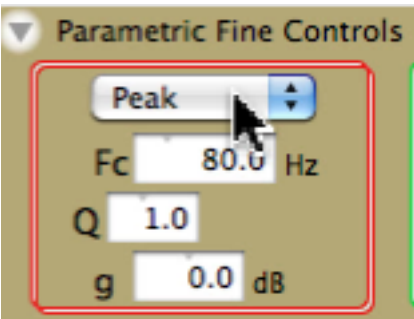 Parametric Fine Controls
Peak
Fc 80.0 Hz
Q 1.0
g 0.0 dB